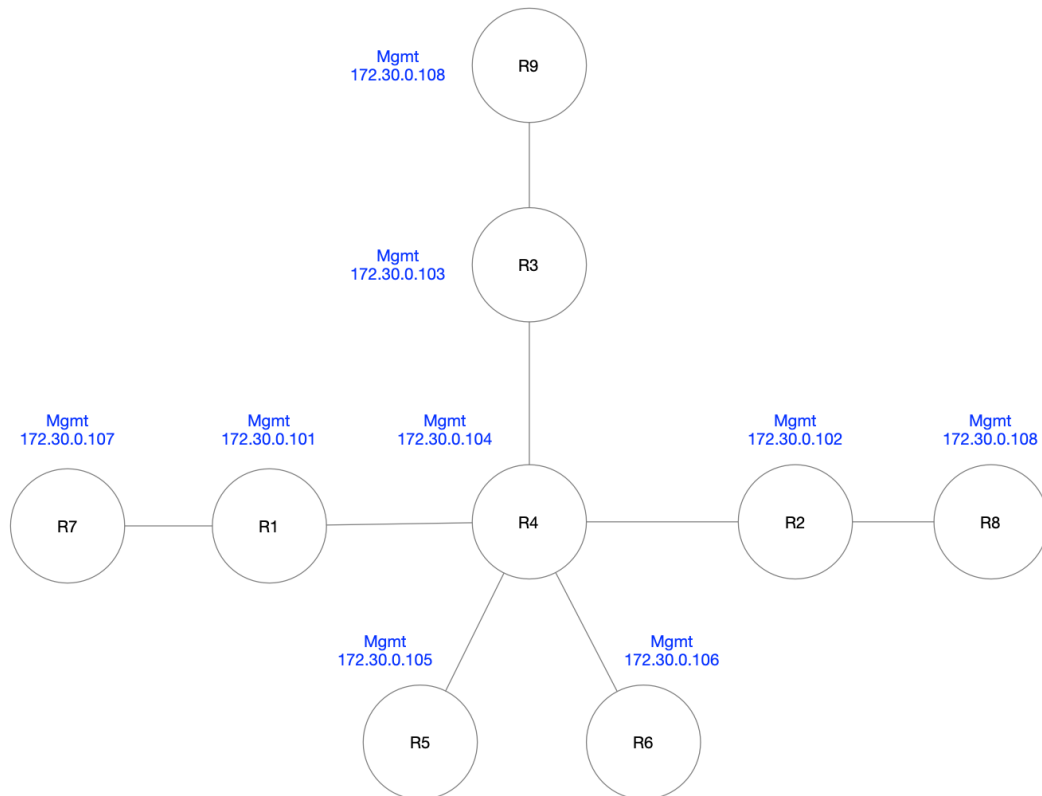 Mgmt
172.30.0.108
R9
Mgmt
172.30.0.103
R3
Mgmt
172.30.0.107
Mgmt
172.30.0.101
Mgmt
172.30.0.104
Mgmt
172.30.0.102
Mgmt
172.30.0.108
R7
R1
R4
R2
R8
Mgmt
172.30.0.105
Mgmt
172.30.0.106
R5
R6